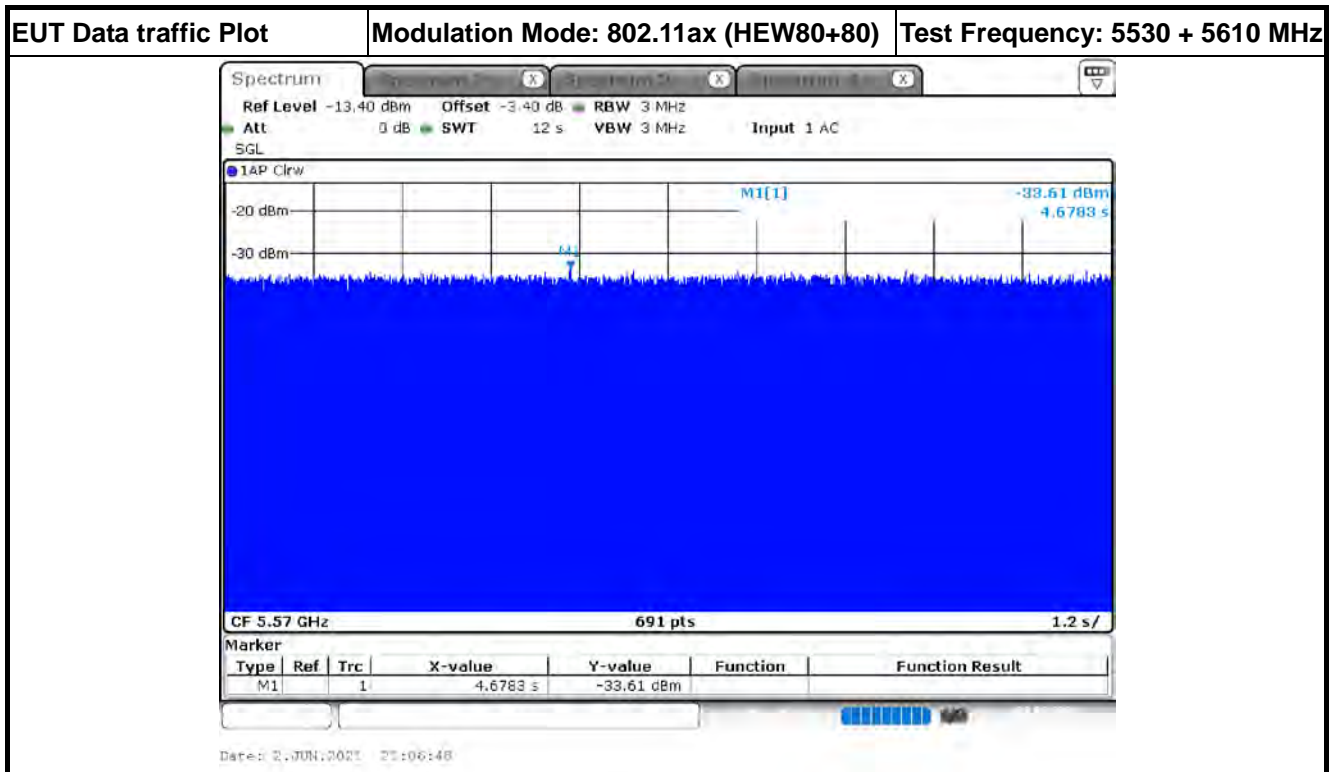 EUT Data traffic Plot Modulation Mode: 802.11ax (HEW80+80) Test Frequency: 5530 + 5610 MHz
Spectrum X X X
Ref Level -13.40 dBm Offset -3.40 dB RBW 3 MHz
Att 0 dB SWT 12 s VBW 3 MHz Input 1 AC
SGL
1AP Clrw
M1[1] -33.61 dBm
4.6783 s
-20 dBm
-30 dBm
M1
CF 5.57 GHz 691 pts 1.2 s/
Marker
Type Ref Trc X-value Y-value Function Function Result
M1 1 4.6783 s -33.61 dBm
Date: 2.JUN.2021